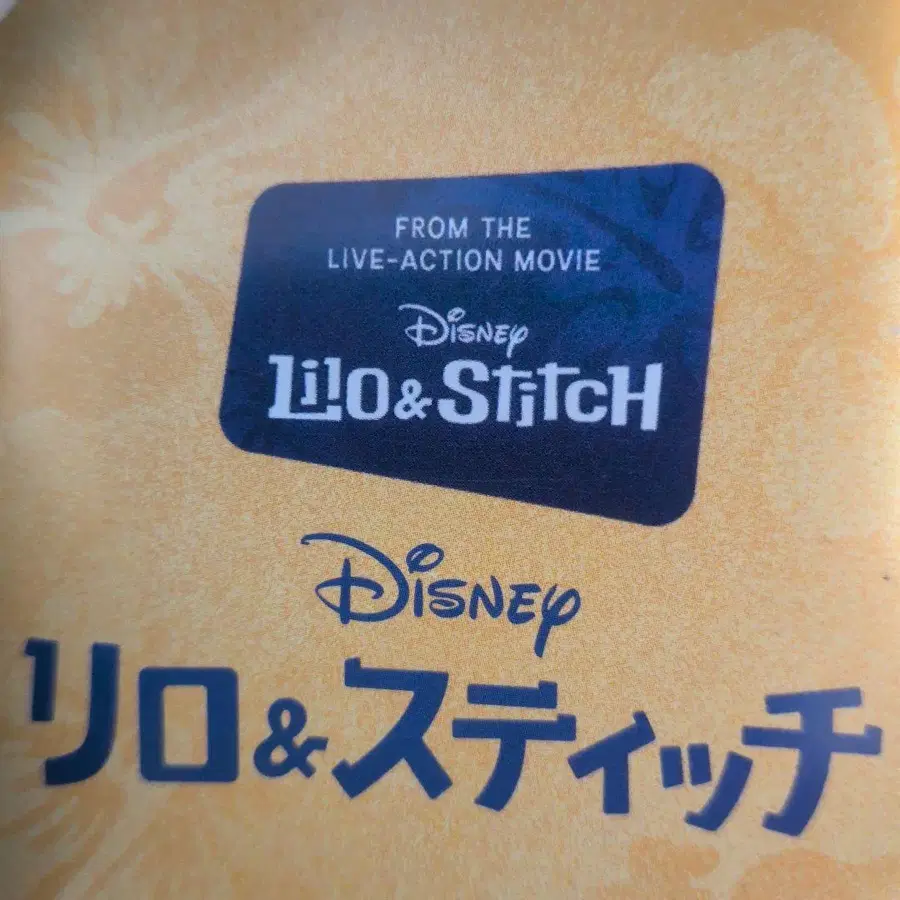 FROM THE
LIVE-ACTION MOVIE
DISNEY
LILO & STITCH
DISNEY
リロ&スティッチ